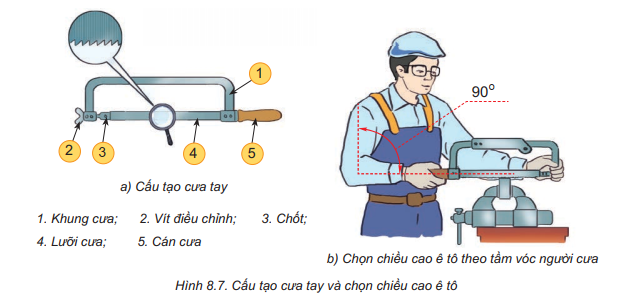 1
90º
2
3
4
5
a) Cấu tạo cưa tay
1. Khung cưa; 2. Vít điều chỉnh; 3. Chốt;
4. Lưỡi cưa; 5. Cán cưa
b) Chọn chiều cao ê tô theo tầm vóc người cưa
Hình 8.7. Cấu tạo cưa tay và chọn chiều cao ê tô